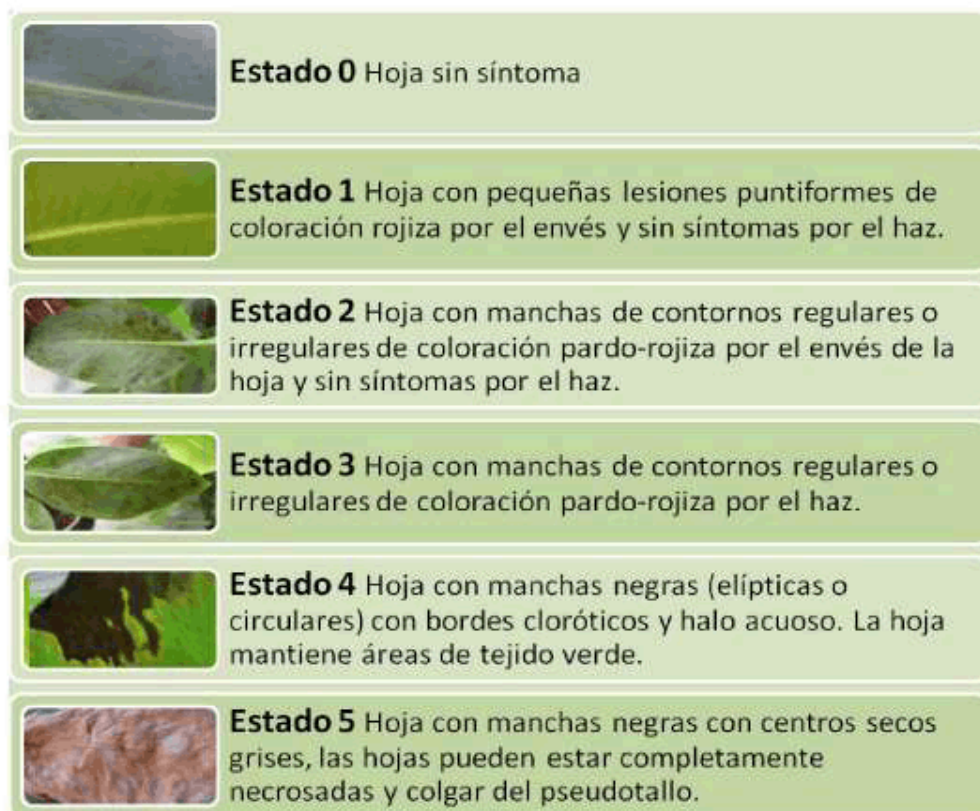 Estado 0 Hoja sin síntoma
Estado 1 Hoja con pequeñas lesiones puntiformes de
coloración rojiza por el envés y sin síntomas por el haz.
Estado 2 Hoja con manchas de contornos regulares o
irregulares de coloración pardo-rojiza por el envés de la
hoja y sin síntomas por el haz.
Estado 3 Hoja con manchas de contornos regulares o
irregulares de coloración pardo-rojiza por el haz.
Estado 4 Hoja con manchas negras (elípticas o
circulares) con bordes cloróticos y halo acuoso. La hoja
mantiene áreas de tejido verde.
Estado 5 Hoja con manchas negras con centros secos
grises, las hojas pueden estar completamente
necrosadas y colgar del pseudotallo.